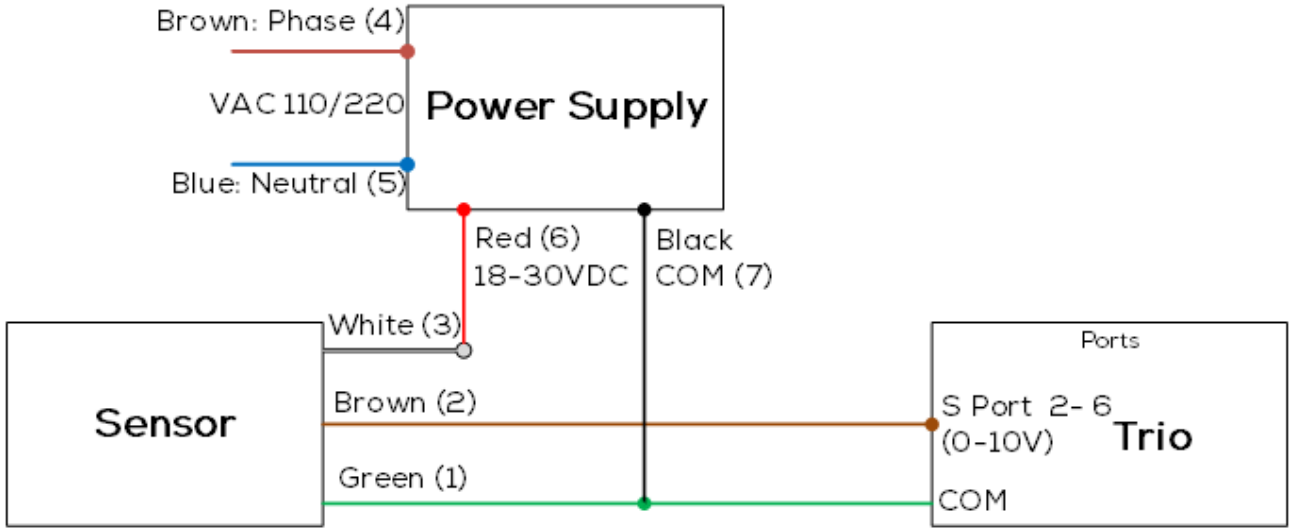 Brown: Phase (4)
VAC 110/220
Power Supply
Blue: Neutral (5)
Red (6)
18-30VDC
Black
COM (7)
White (3)
Ports
Brown (2)
S Port 2- 6
(0-10V)
Sensor
Trio
Green (1)
COM